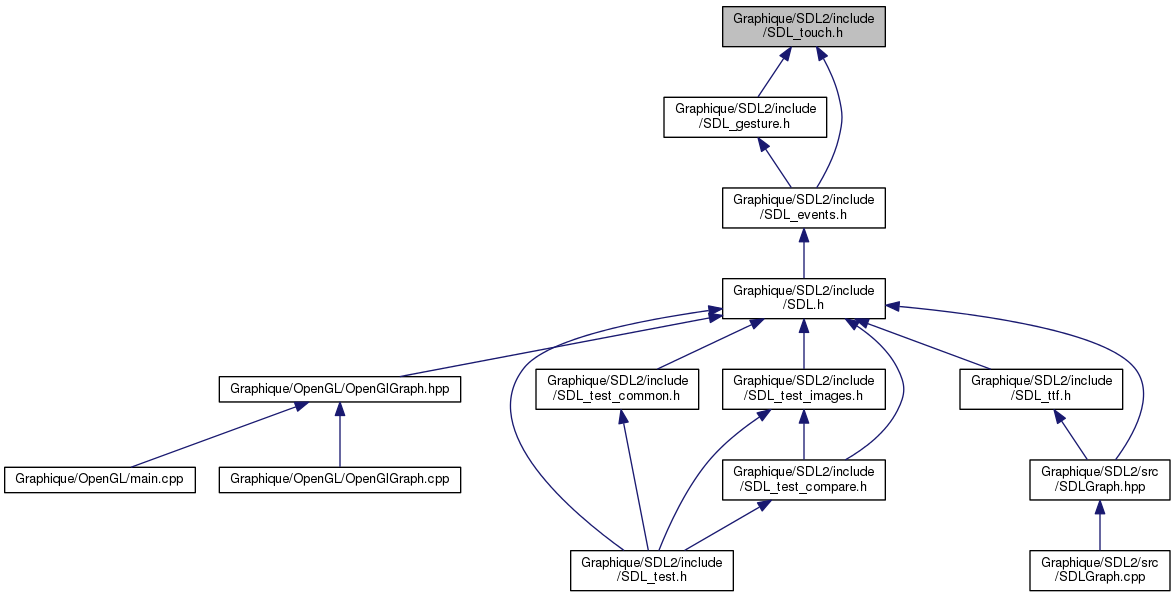 Graphique/SDL2/include
/SDL_touch.h
Graphique/SDL2/include
/SDL_gesture.h
Graphique/SDL2/include
/SDL_events.h
Graphique/SDL2/include
/SDL.h
Graphique/OpenGL/OpenGlGraph.hpp
Graphique/SDL2/include
/SDL_test_common.h
Graphique/SDL2/include
/SDL_test_images.h
Graphique/SDL2/include
/SDL_ttf.h
Graphique/OpenGL/main.cpp
Graphique/OpenGL/OpenGlGraph.cpp
Graphique/SDL2/include
/SDL_test_compare.h
Graphique/SDL2/src
/SDLGraph.hpp
Graphique/SDL2/include
/SDL_test.h
Graphique/SDL2/src
/SDLGraph.cpp